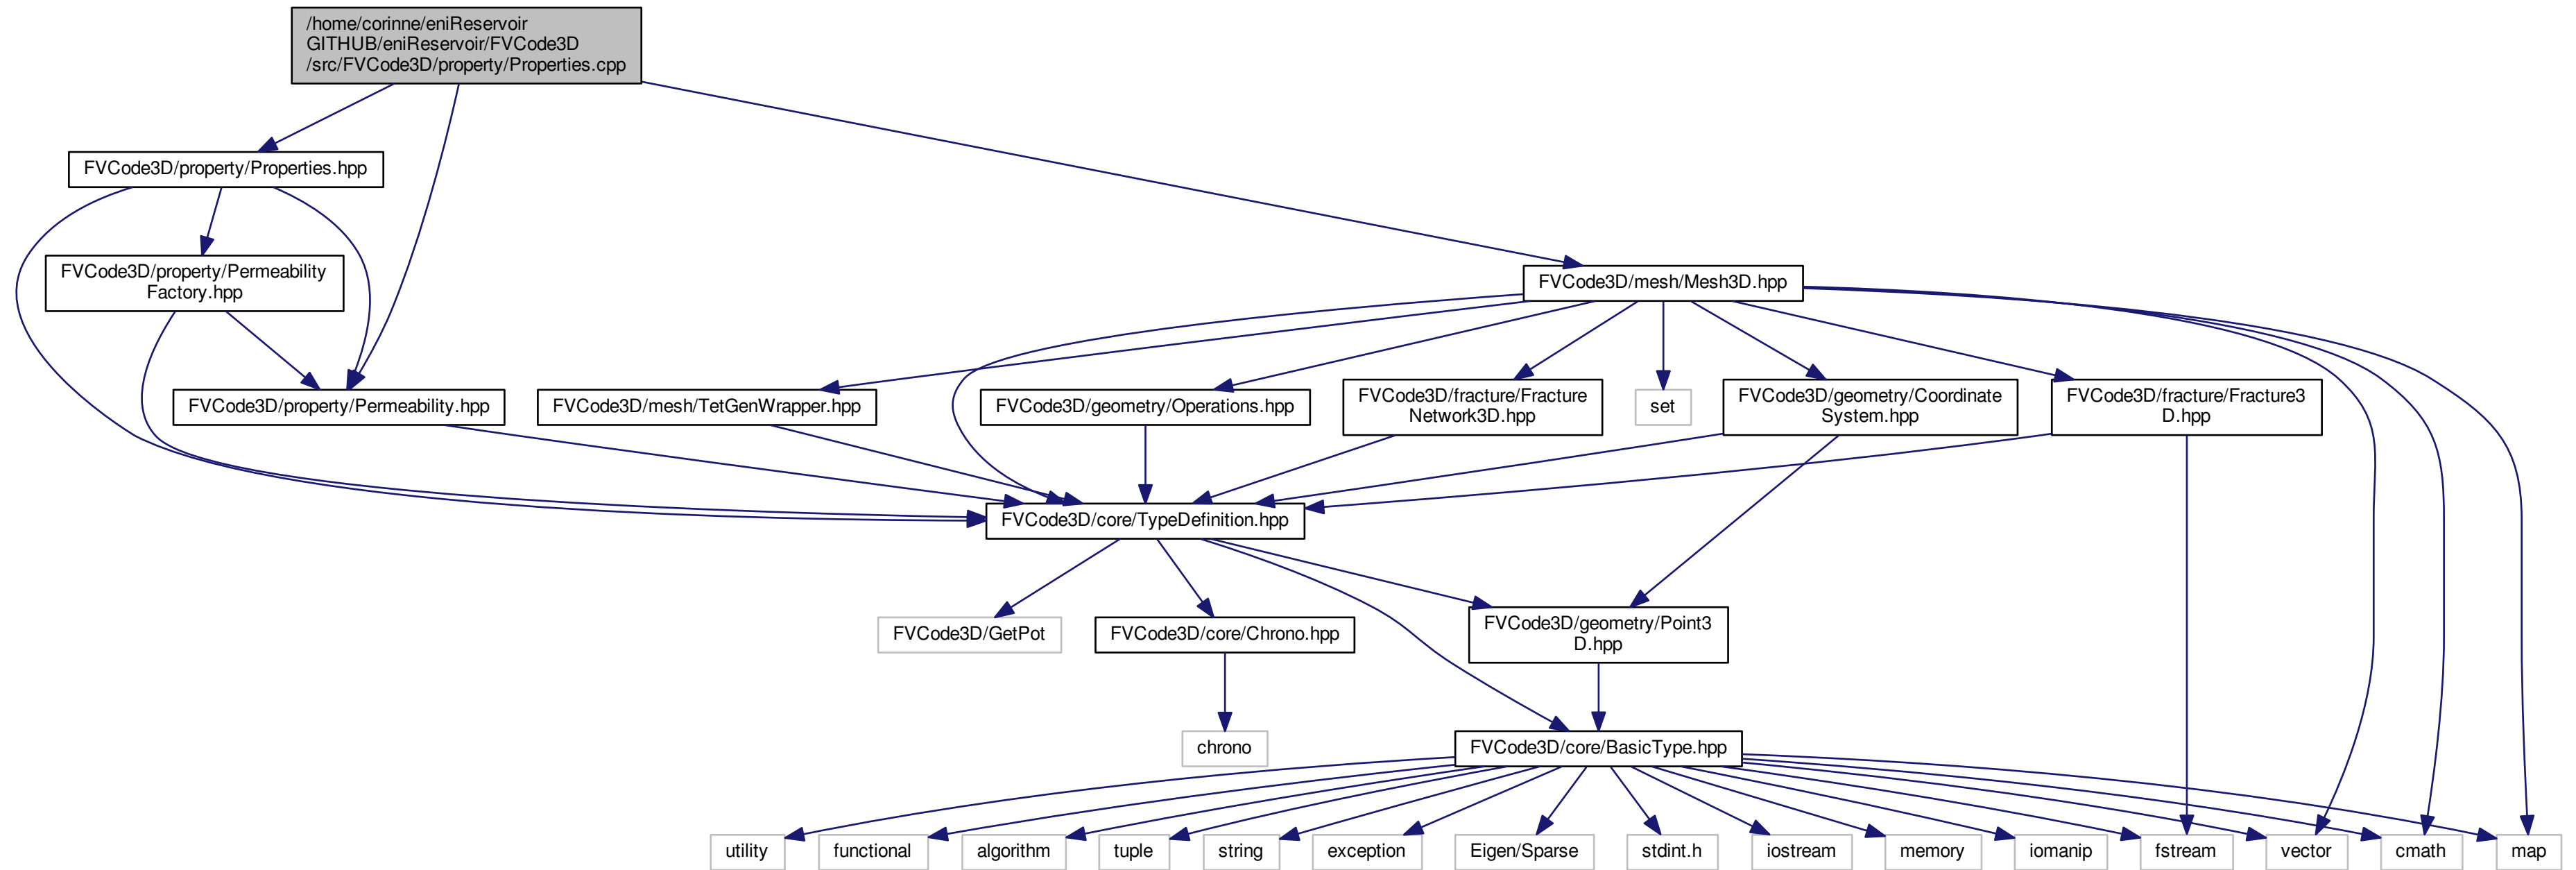 /home/corinne/eniReservoir
GITHUB/eniReservoir/FVCode3D
/src/FVCode3D/property/Properties.cpp
FVCode3D/property/Properties.hpp
FVCode3D/property/Permeability
Factory.hpp
FVCode3D/mesh/Mesh3D.hpp
FVCode3D/property/Permeability.hpp
FVCode3D/mesh/TetGenWrapper.hpp
FVCode3D/geometry/Operations.hpp
FVCode3D/fracture/Fracture
Network3D.hpp
set
FVCode3D/geometry/Coordinate
System.hpp
FVCode3D/fracture/Fracture3
D.hpp
FVCode3D/core/TypeDefinition.hpp
FVCode3D/GetPot
FVCode3D/core/Chrono.hpp
FVCode3D/geometry/Point3
D.hpp
chrono
FVCode3D/core/BasicType.hpp
utility
functional
algorithm
tuple
string
exception
Eigen/Sparse
stdint.h
iostream
memory
iomanip
fstream
vector
cmath
map